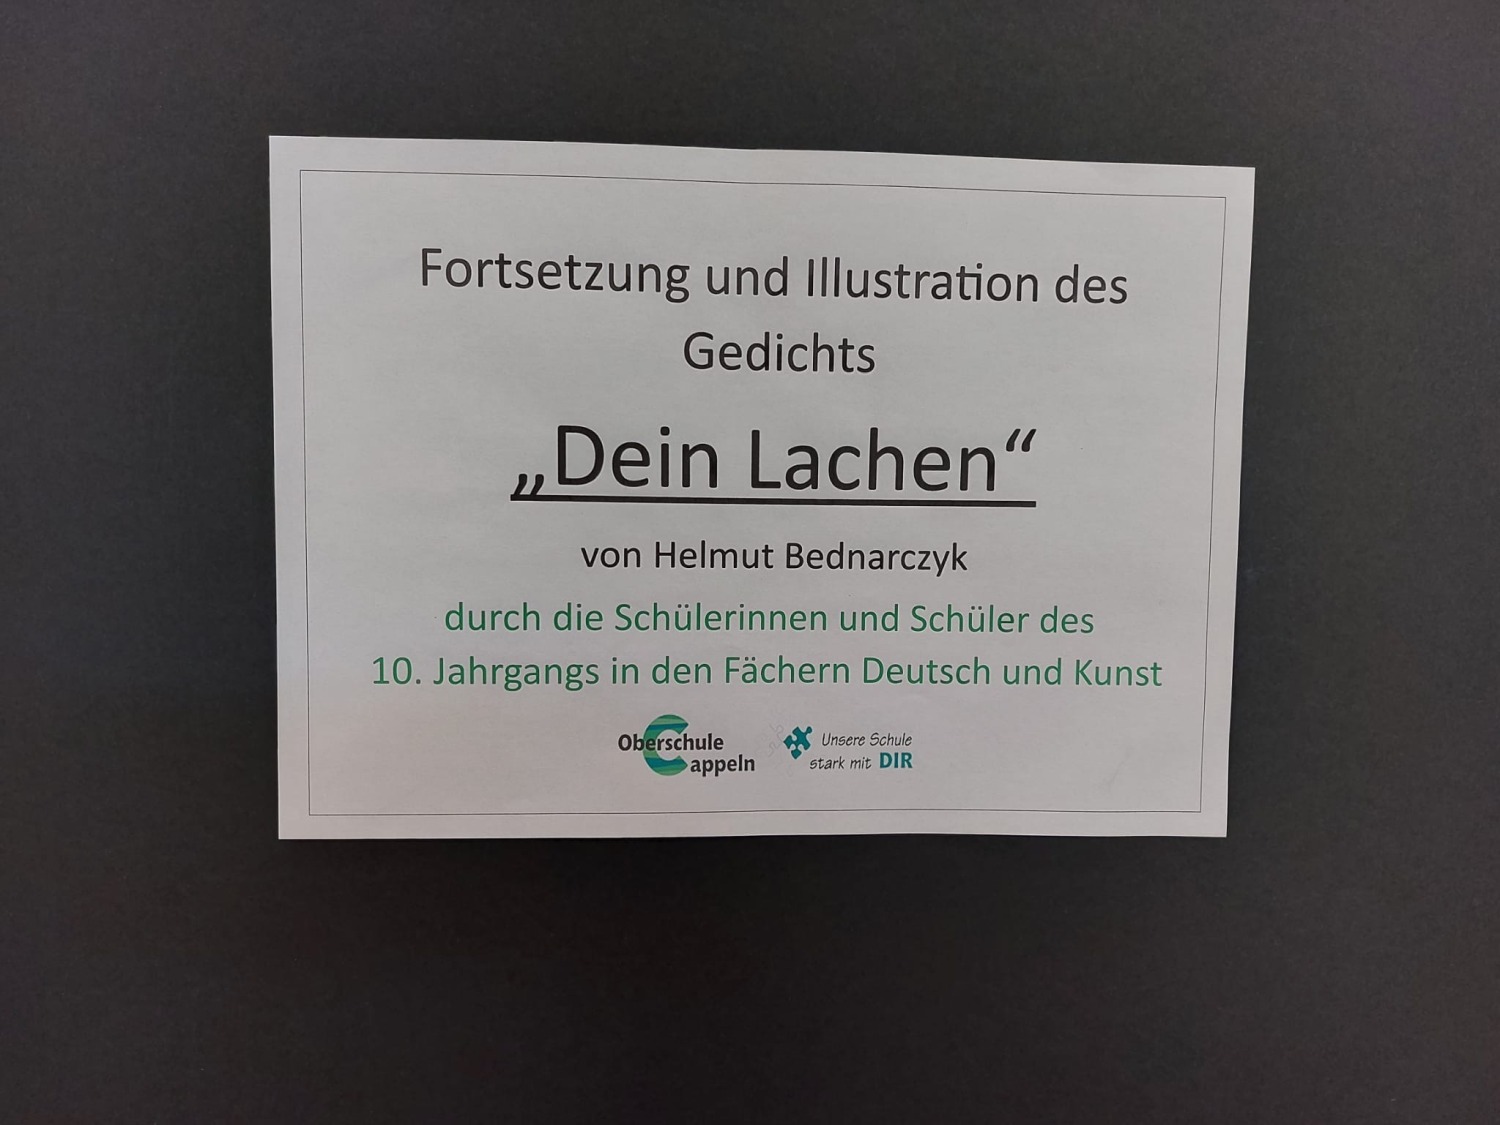 Fortsetzung und Illustration des
Gedichts
„Dein Lachen“
von Helmut Bednarczyk
durch die Schülerinnen und Schüler des
10. Jahrgangs in den Fächern Deutsch und Kunst
Oberschule
Cappeln
Unsere Schule
stark mit DIR